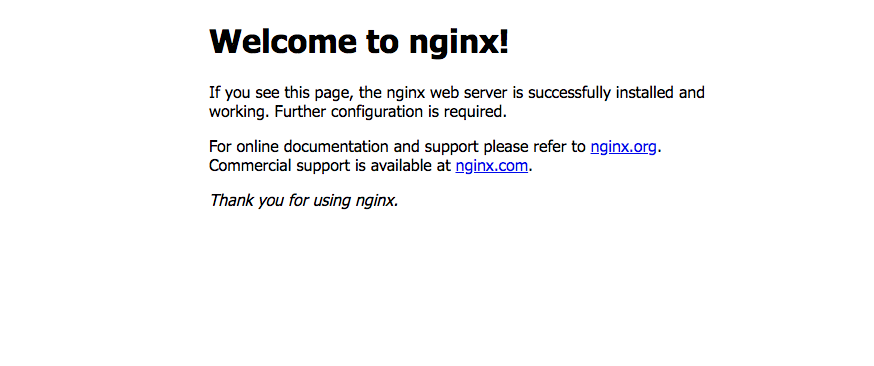 Welcome to nginx!
If you see this page, the nginx web server is successfully installed and
working. Further configuration is required.
For online documentation and support please refer to nginx.org.
Commercial support is available at nginx.com.
Thank you for using nginx.